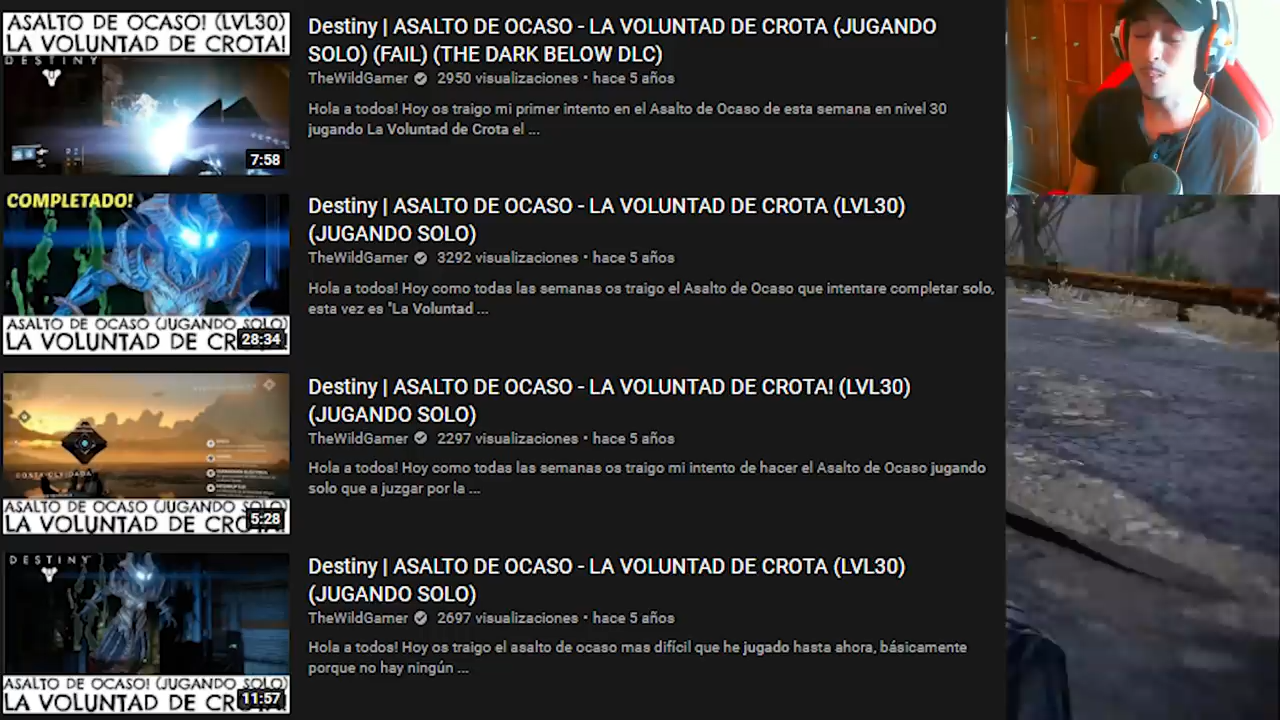 ASALTO DE OCASO! (LVL30)
LA VOLUNTAD DE CROTA!
DESTINY
7:58
Destiny | ASALTO DE OCASO - LA VOLUNTAD DE CROTA (JUGANDO
SOLO) (FAIL) (THE DARK BELOW DLC)
TheWildGamer 2950 visualizaciones • hace 5 años
Hola a todos! Hoy os traigo mi primer intento en el Asalto de Ocaso de esta semana en nivel 30
jugando La Voluntad de Crota el ...
COMPLETADO!
ASALTO DE OCASO (JUGANDO SOLO)
LA VOLUNTAD DE CROTA!
28:34
Destiny | ASALTO DE OCASO - LA VOLUNTAD DE CROTA (LVL30)
(JUGANDO SOLO)
TheWildGamer 3292 visualizaciones • hace 5 años
Hola a todos! Hoy como todas las semanas os traigo el Asalto de Ocaso que intentare completar solo,
esta vez es "La Voluntad ...
COSTA OLVIDADA
ASALTO DE OCASO (JUGANDO SOLO)
LA VOLUNTAD DE CROTA!
5:28
Destiny | ASALTO DE OCASO - LA VOLUNTAD DE CROTA! (LVL30)
(JUGANDO SOLO)
TheWildGamer 2297 visualizaciones • hace 5 años
Hola a todos! Hoy como todas las semanas os traigo mi intento de hacer el Asalto de Ocaso jugando
solo que a juzgar por la ...
DESTINY
ASALTO DE OCASO! (JUGANDO SOLO)
LA VOLUNTAD DE CROTA!
11:57
Destiny | ASALTO DE OCASO - LA VOLUNTAD DE CROTA (LVL30)
(JUGANDO SOLO)
TheWildGamer 2697 visualizaciones • hace 5 años
Hola a todos! Hoy os traigo el asalto de ocaso mas difícil que he jugado hasta ahora, básicamente
porque no hay ningún ...